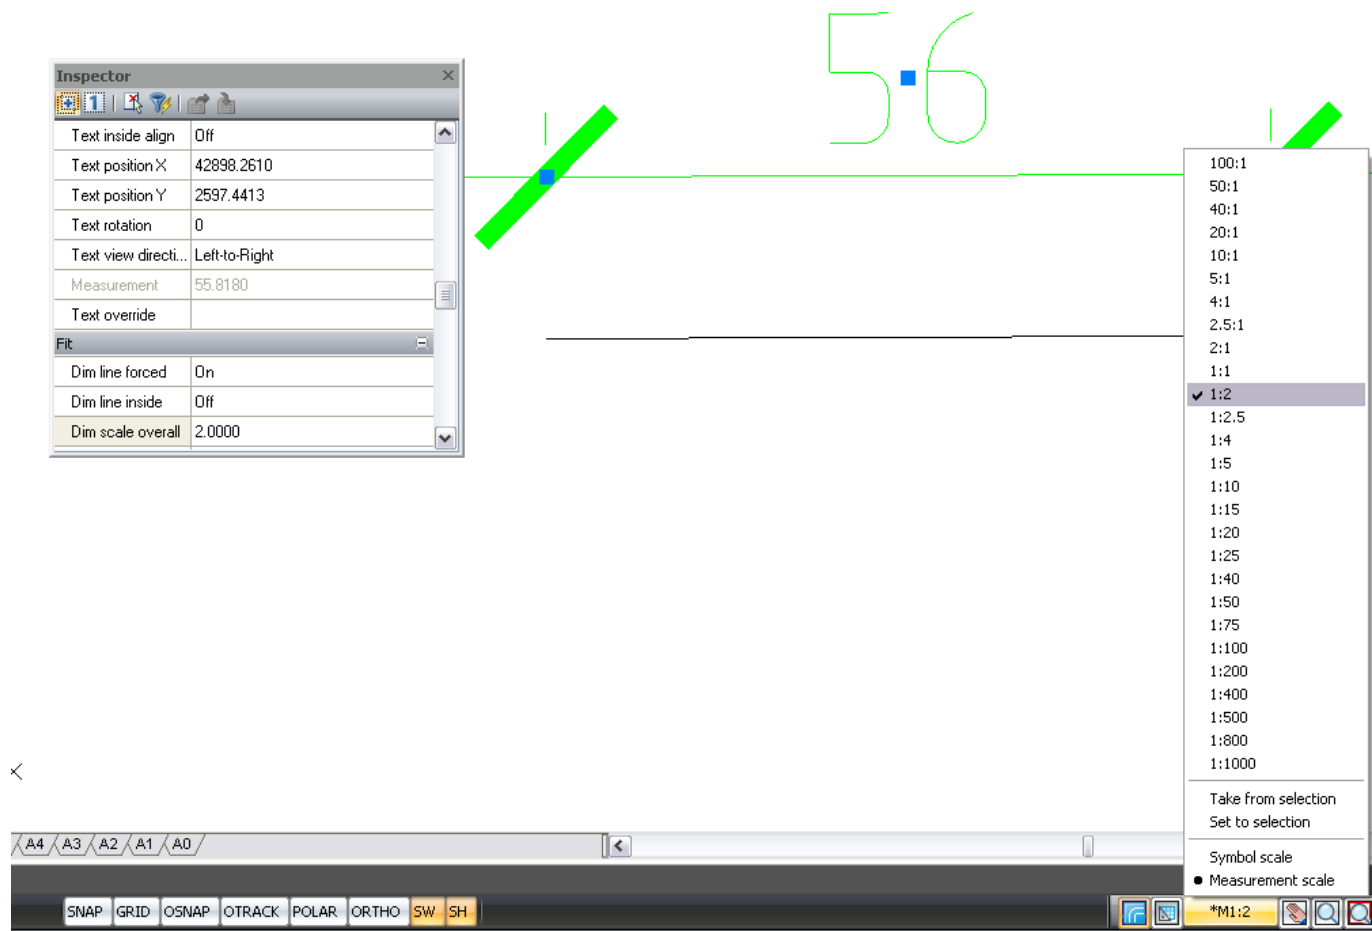 56
Inspector
1
Text inside align Off
Text position X 42898.2610
Text position Y 2597.4413
Text rotation 0
Text view directi... Left-to-Right
Measurement 55.8180
Text override
Fit
Dim line forced On
Dim line inside Off
Dim scale overall 2.0000
100:1
50:1
40:1
20:1
10:1
5:1
4:1
2.5:1
2:1
1:1
1:2
1:2.5
1:4
1:5
1:10
1:15
1:20
1:25
1:40
1:50
1:75
1:100
1:200
1:400
1:500
1:800
1:1000
Take from selection
Set to selection
Symbol scale
Measurement scale
A4 A3 A2 A1 A0
SNAP GRID OSNAP OTRACK POLAR ORTHO SW SH *M1:2